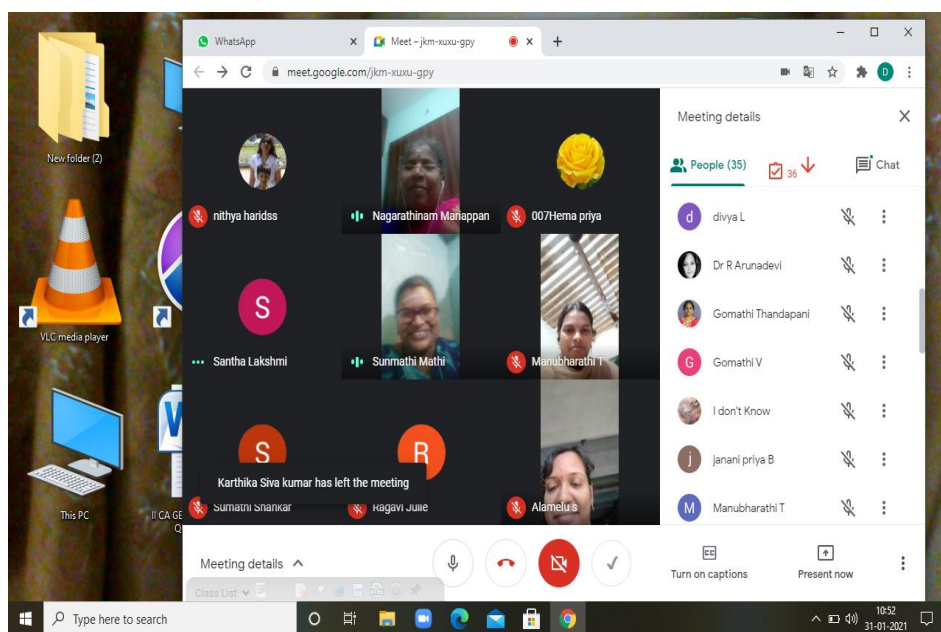 New folder (2)
VLC media player
This PC
II CA GE
Q
WhatsApp
Meet – jkm-xuxu-gpy
meet.google.com/jkm-xuxu-gpy
D
nithya haridss
Nagarathinam Mariappan
007Hema priya
S
Santha Lakshmi
Sunmathi Mathi
Manubharathi T
S
R
Karthika Siva kumar has left the meeting
Sumathi Shankar
Ragavi Julie
Alamelu s
Meeting details
People (35)
36
Chat
d
divya L
Dr R Arunadevi
Gomathi Thandapani
G
Gomathi V
I don't Know
j
janani priya B
M
Manubharathi T
Meeting details
Class List
CC
Turn on captions
Present now
Type here to search
10:52
31-01-2021